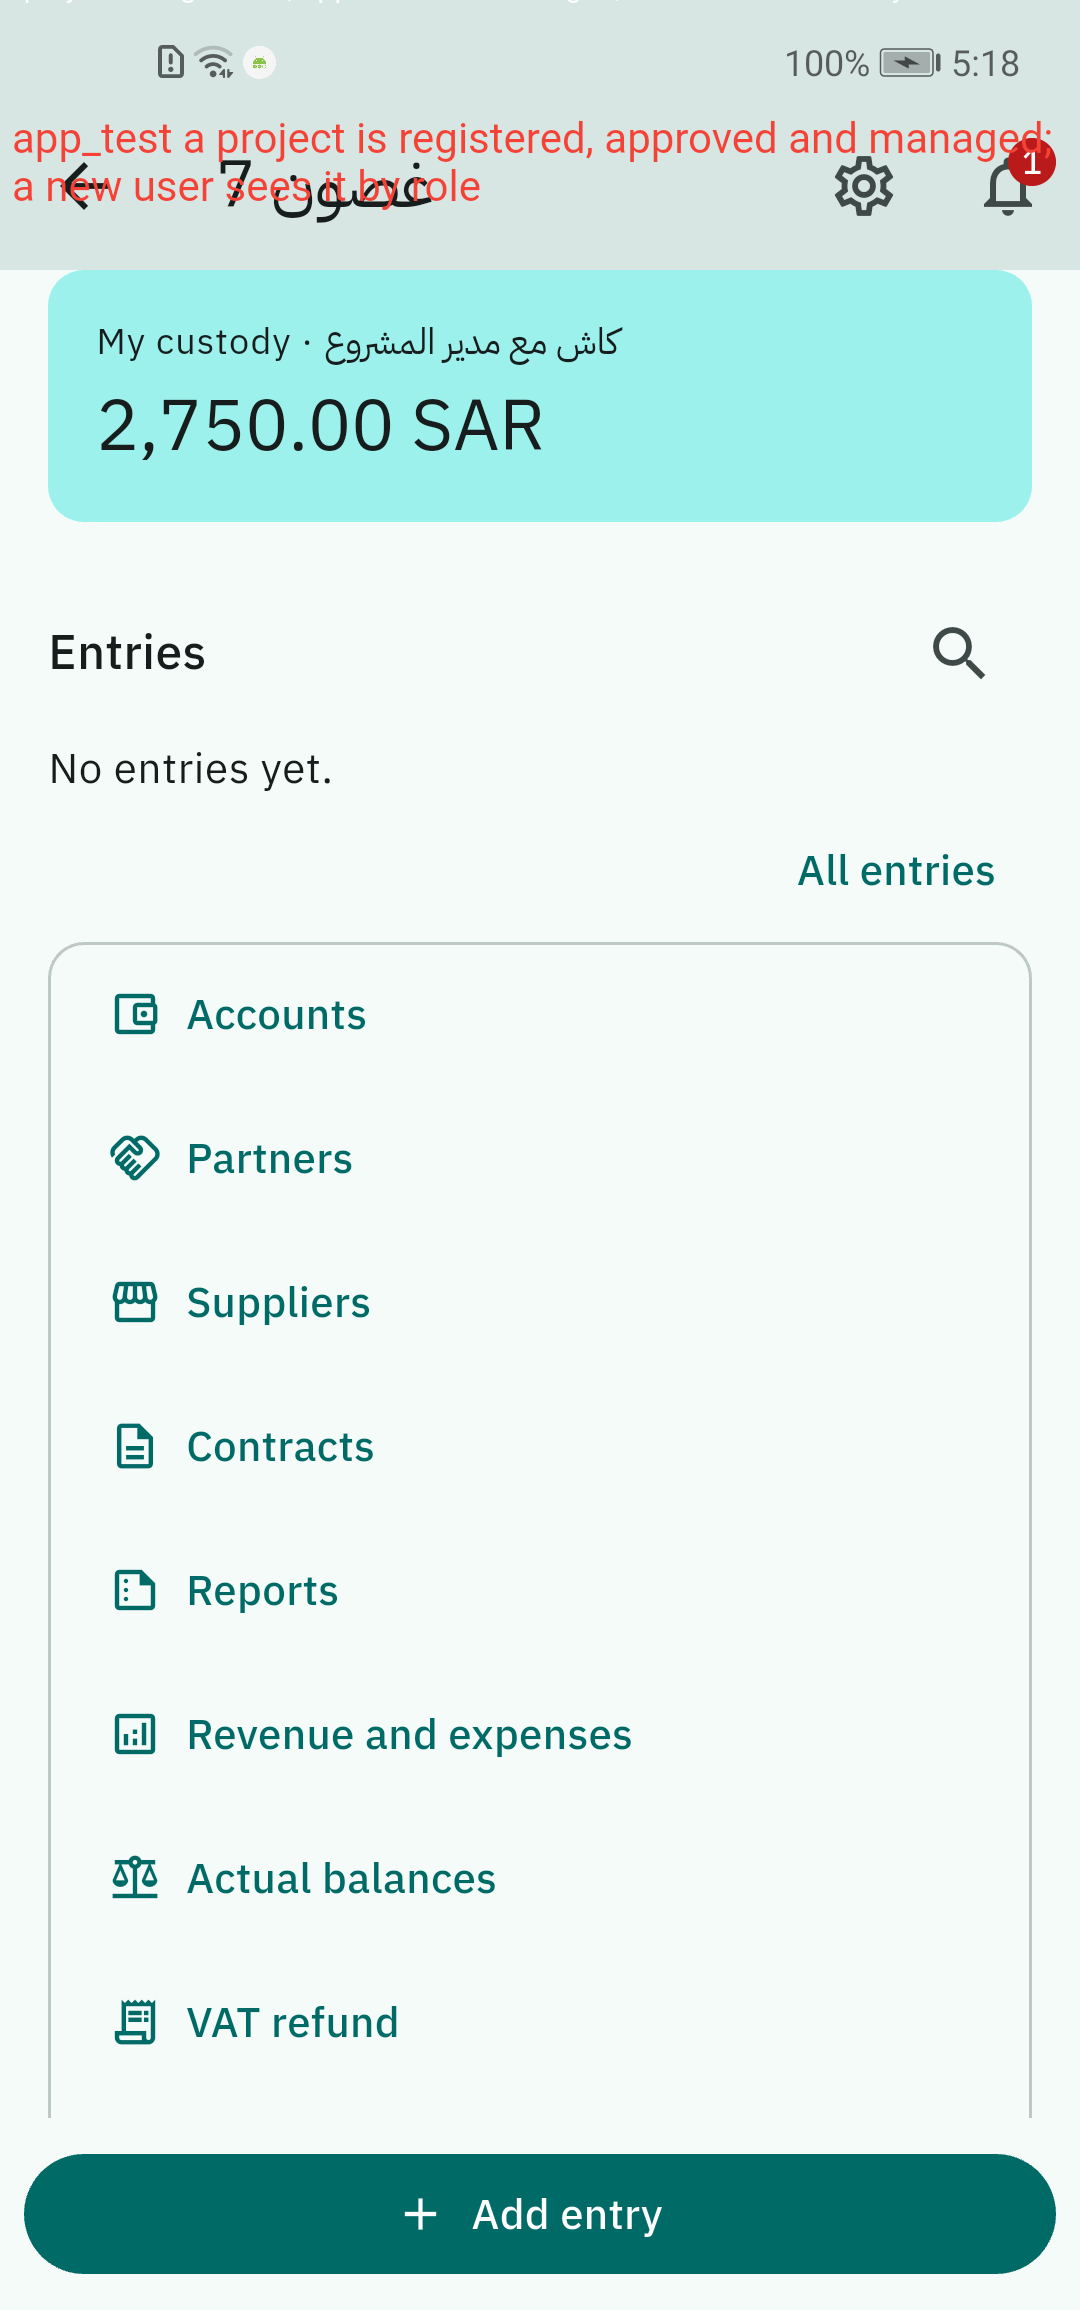 100% 5:18
app_test a project is registered, approved and managed;
a new user sees it by role
غصون 7
1
My custody · كاش مع مدير المشروع
2,750.00 SAR
Entries
No entries yet.
All entries
Accounts
Partners
Suppliers
Contracts
Reports
Revenue and expenses
Actual balances
VAT refund
Add entry